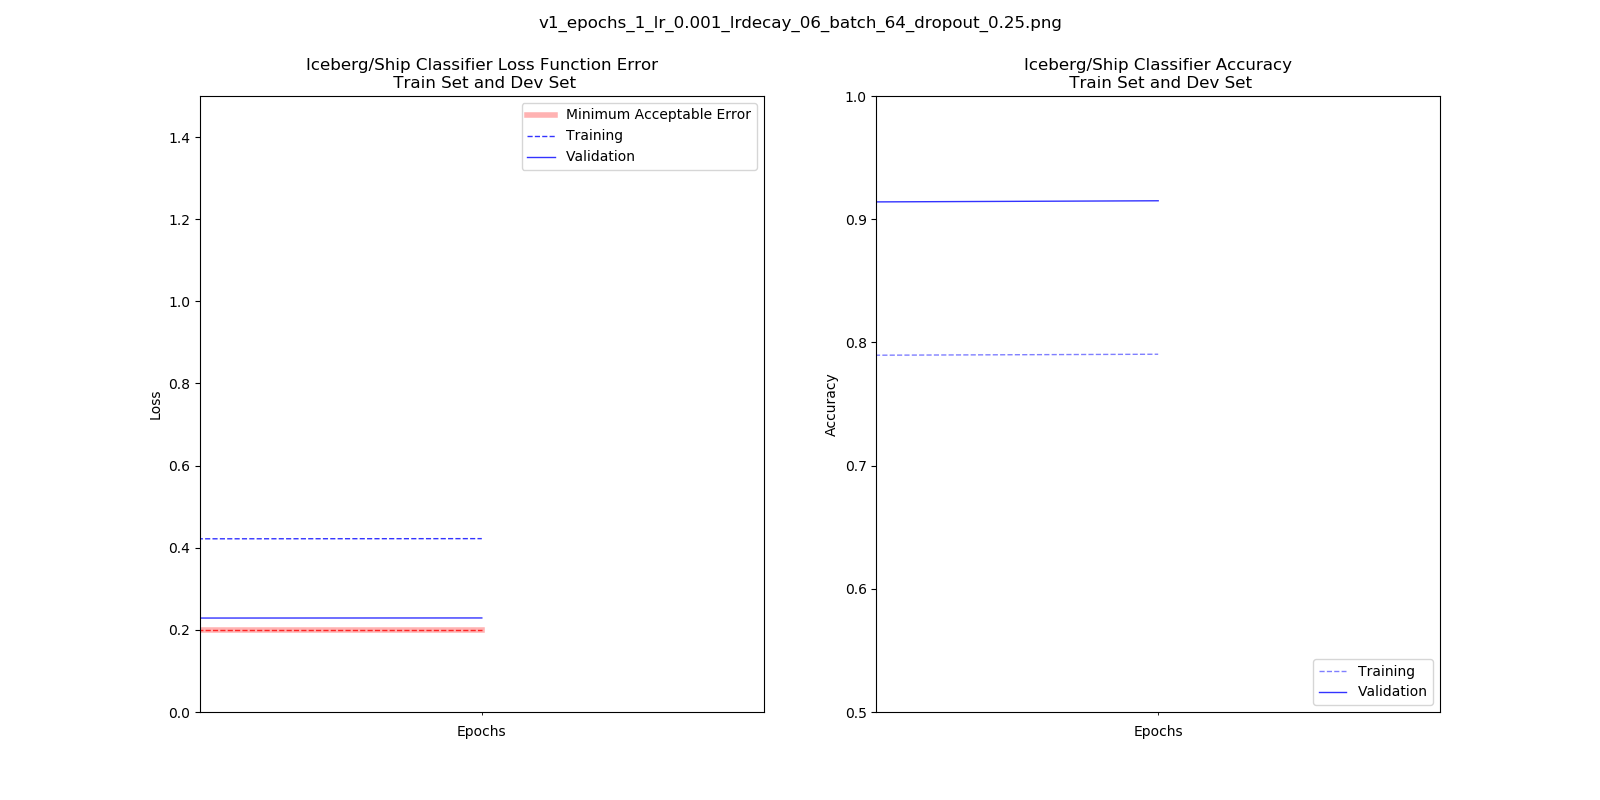 v1_epochs_1_lr_0.001_lrdecay_06_batch_64_dropout_0.25.png
Iceberg/Ship Classifier Loss Function Error
Train Set and Dev Set
Minimum Acceptable Error
Training
Validation
1.4
1.2
1.0
0.8
0.6
0.4
0.2
0.0
Loss
Epochs
Iceberg/Ship Classifier Accuracy
Train Set and Dev Set
1.0
0.9
0.8
0.7
0.6
0.5
Accuracy
Training
Validation
Epochs